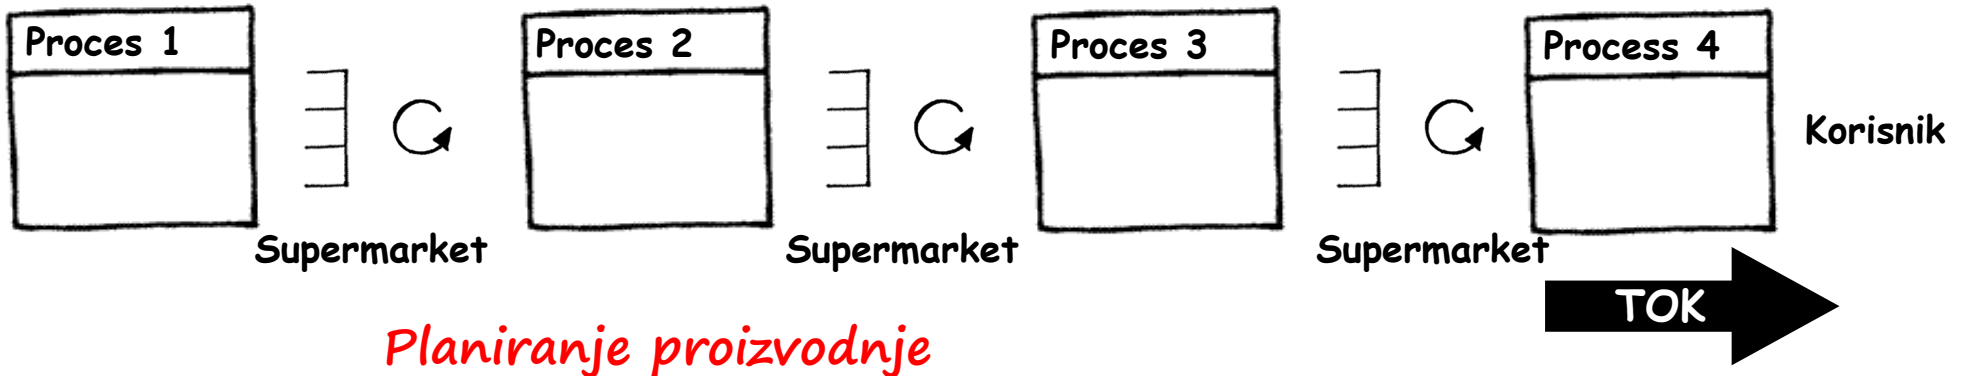 Proces 1
Proces 2
Proces 3
Process 4
Korisnik
Supermarket
Supermarket
Supermarket
TOK
Planiranje proizvodnje